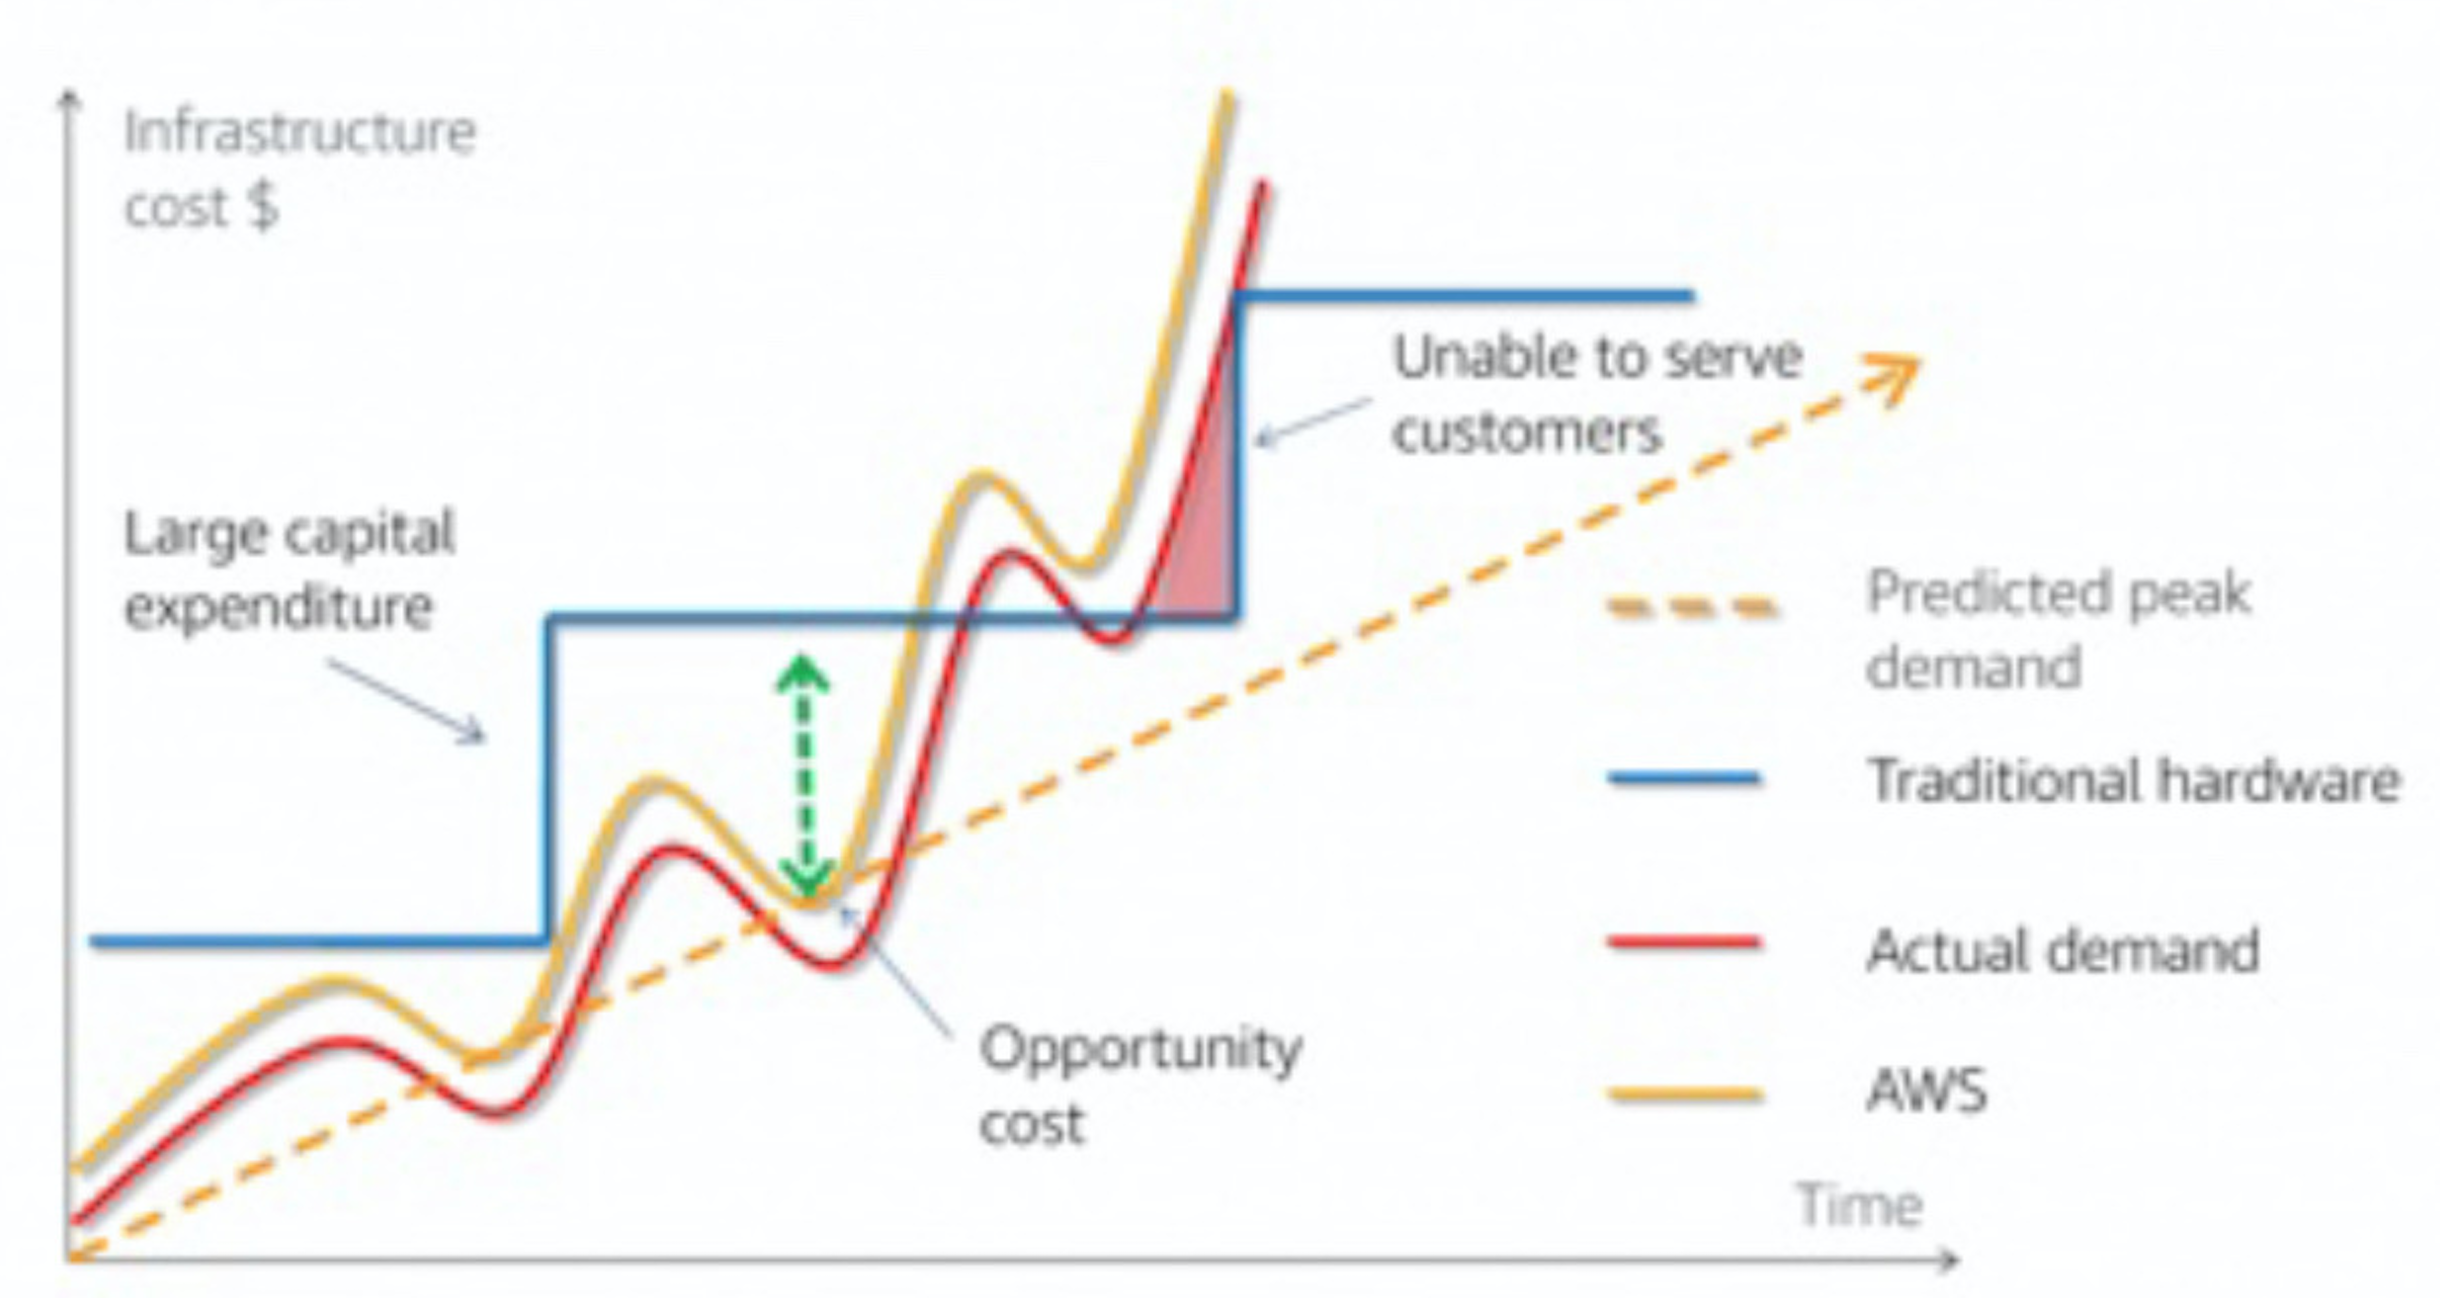 Infrastructure
cost $
Large capital
expenditure
Unable to serve
customers
Opportunity
cost
Predicted peak
demand
Traditional hardware
Actual demand
AWS
Time